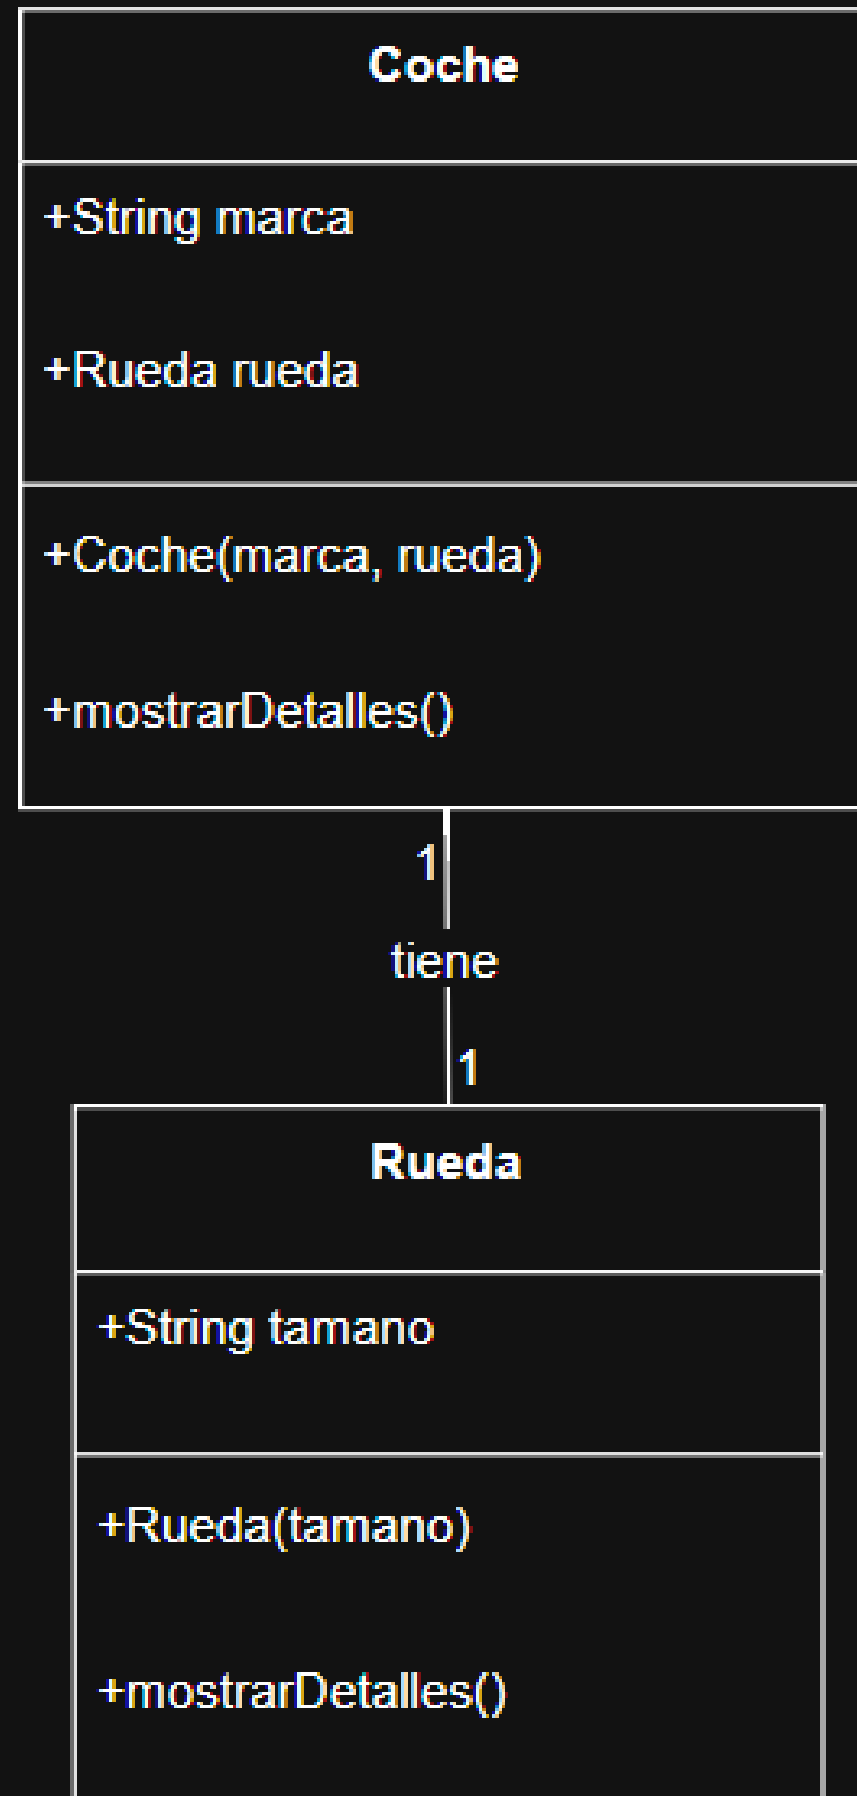 Coche
+String marca
+Rueda rueda
+Coche(marca, rueda)
+mostrarDetalles()
1
tiene
1
Rueda
+String tamano
+Rueda(tamano)
+mostrarDetalles()